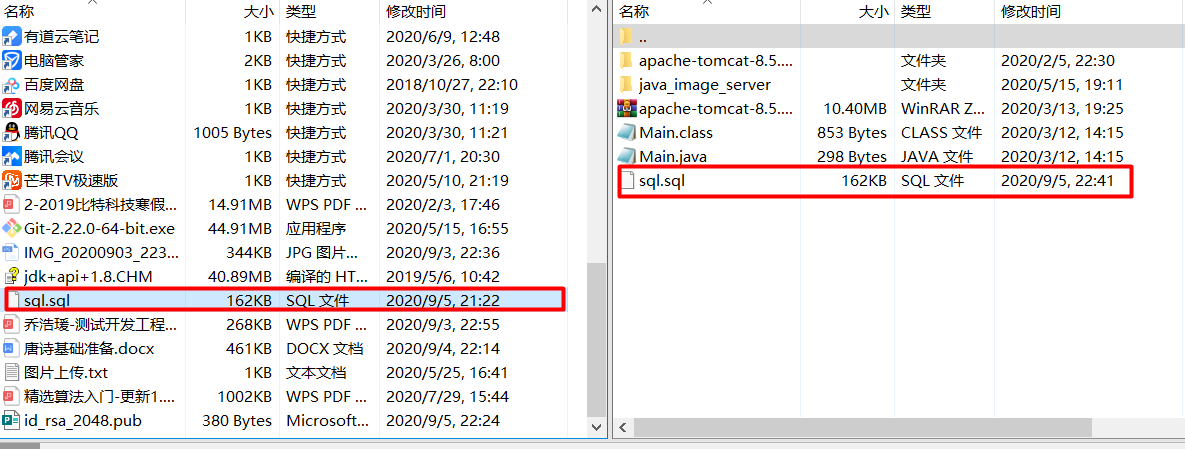 名称 大小 类型 修改时间
有道云笔记 1KB 快捷方式 2020/6/9, 12:48
电脑管家 2KB 快捷方式 2020/3/26, 8:00
百度网盘 1KB 快捷方式 2018/10/27, 22:10
网易云音乐 1KB 快捷方式 2020/3/30, 11:19
腾讯QQ 1005 Bytes 快捷方式 2020/3/30, 11:21
腾讯会议 1KB 快捷方式 2020/7/1, 20:30
芒果TV极速版 1KB 快捷方式 2020/5/10, 21:19
2-2019比特科技寒假... 14.91MB WPS PDF ... 2020/2/3, 17:46
Git-2.22.0-64-bit.exe 44.91MB 应用程序 2020/5/15, 16:55
IMG_20200903_223... 344KB JPG 图片... 2020/9/3, 22:36
jdk+api+1.8.CHM 40.89MB 编译的 HT... 2019/5/6, 10:42
sql.sql 162KB SQL 文件 2020/9/5, 21:22
乔浩瑗-测试开发工程... 268KB WPS PDF ... 2020/9/3, 22:55
唐诗基础准备.docx 461KB DOCX 文档 2020/9/4, 22:14
图片上传.txt 1KB 文本文档 2020/5/25, 16:41
精选算法入门-更新1.... 1002KB WPS PDF ... 2020/7/29, 15:44
id_rsa_2048.pub 380 Bytes Microsoft... 2020/9/5, 22:24
名称 大小 类型 修改时间
..
apache-tomcat-8.5.... 文件夹 2020/2/5, 22:30
java_image_server 文件夹 2020/5/15, 19:11
apache-tomcat-8.5.... 10.40MB WinRAR Z... 2020/3/13, 19:25
Main.class 853 Bytes CLASS 文件 2020/3/12, 14:15
Main.java 298 Bytes JAVA 文件 2020/3/12, 14:15
sql.sql 162KB SQL 文件 2020/9/5, 22:41